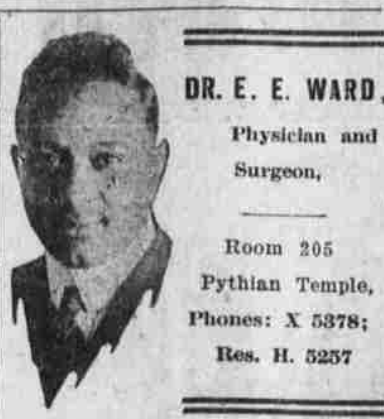 DR. E. E. WARD.
Physician and
Surgeon,
Room 205
Pythian Temple,
Phones: X 5378;
Res. H. 5257